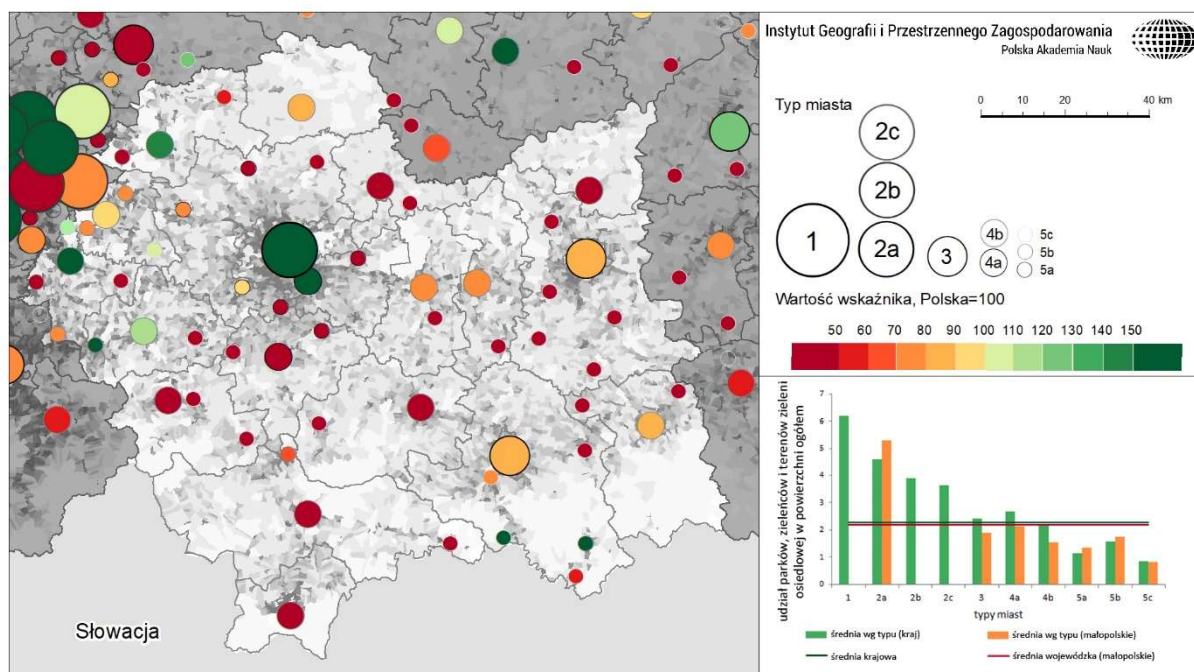 Słowacja
Instytut Geografii i Przestrzennego Zagospodarowania
Polska Akademia Nauk
Typ miasta
0 10 20 40 km
2c
2b
1
2a
3
4b
4a
5c
5b
5a
Wartość wskaźnika, Polska=100
50 60 70 80 90 100 110 120 130 140 150
udział parków, zieleńców i terenów zieleni
osiedlowej w powierzchni ogółem
7
6
5
4
3
2
1
0
1 2a 2b 2c 3 4a 4b 5a 5b 5c
typy miast
średnia wg typu (kraj)
średnia wg typu (małopolskie)
średnia krajowa
średnia wojewódzka (małopolskie)